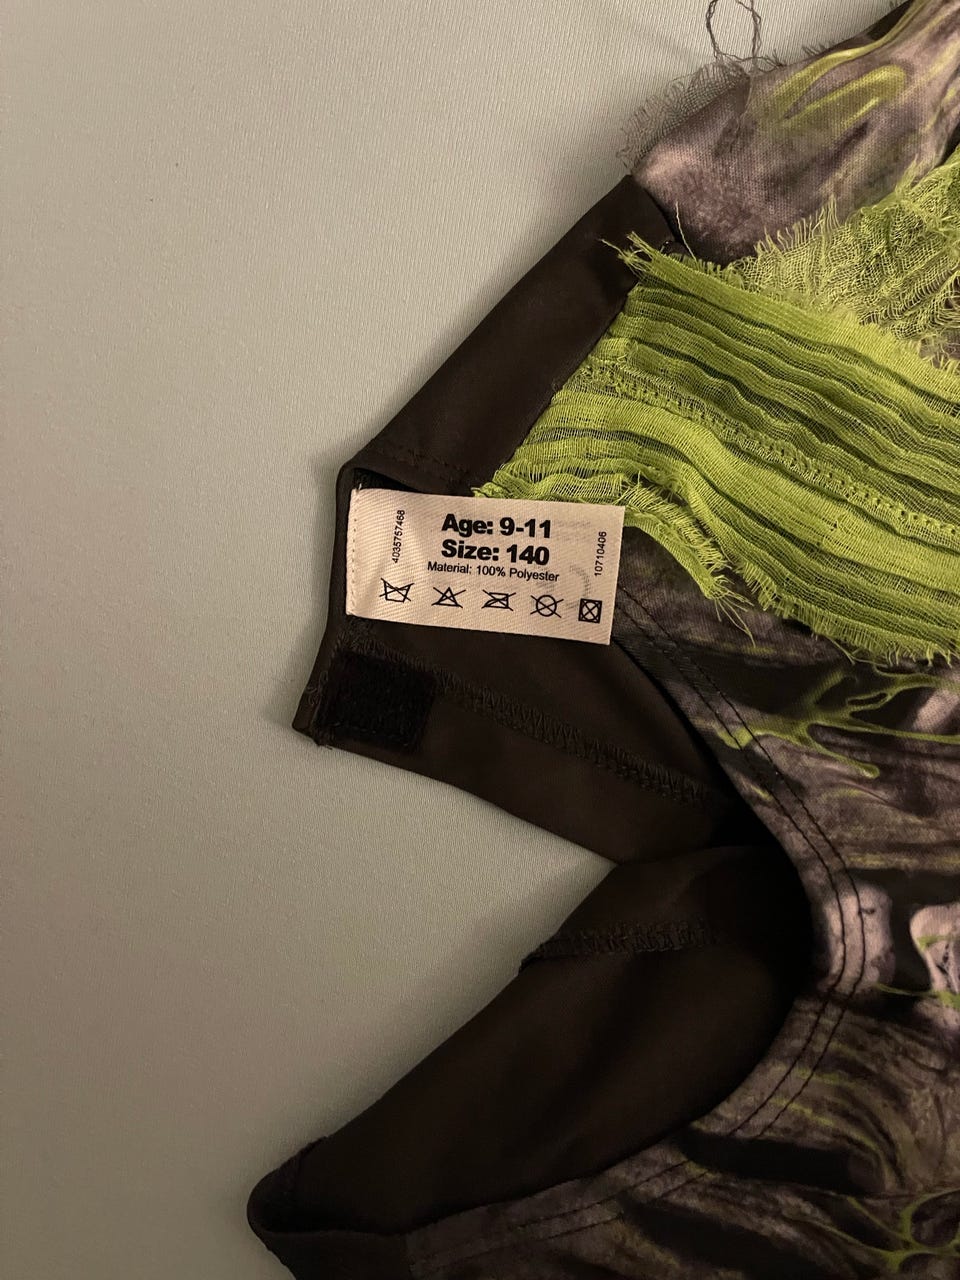 4035757468
Age: 9-11
Size: 140
Material: 100% Polyester
10710406